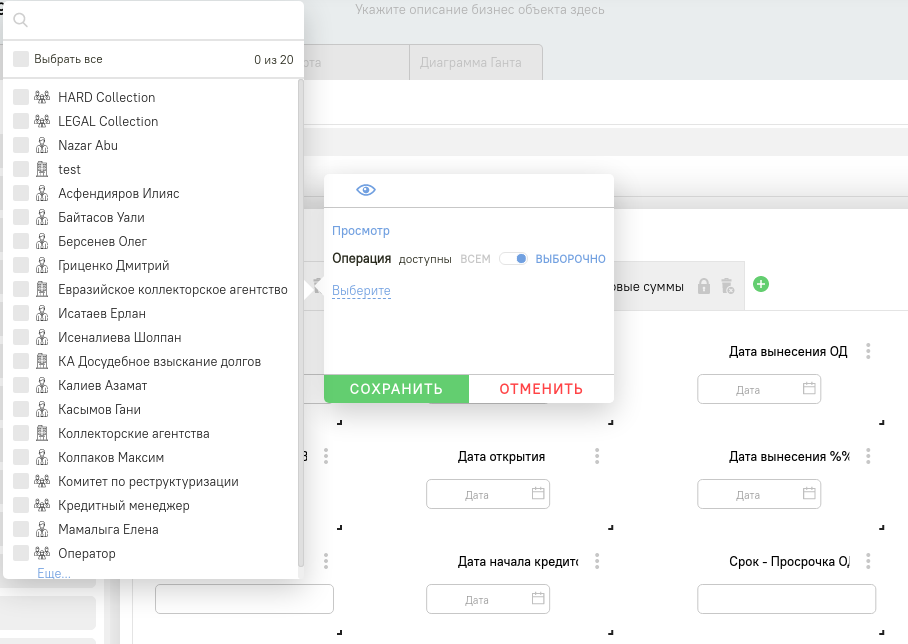 Укажите описание бизнес объекта здесь
Диаграмма Ганта
Выбрать все
0 из 20
HARD Collection
LEGAL Collection
Nazar Abu
test
Асфендияров Илияс
Байтасов Уали
Берсенев Олег
Гриценко Дмитрий
Евразийское коллекторское агентство
Исатаев Ерлан
Исеналиева Шолпан
КА Досудебное взыскание долгов
Калиев Азамат
Касымов Гани
Коллекторские агентства
Колпаков Максим
Комитет по реструктуризации
Кредитный менеджер
Мамалыга Елена
Оператор
Еще...
Просмотр
Операция доступны ВСЕМ ВЫБОРОЧНО
Выберите
СОХРАНИТЬ ОТМЕНИТЬ
суммы
Дата вынесения ОД
Дата
Дата открытия
Дата вынесения %%
Дата
Дата
Дата начала
Срок - Просрочка
Дата